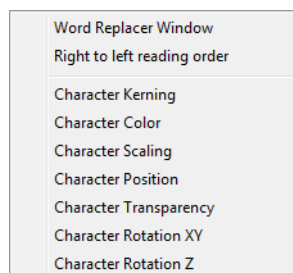 Word Replacer Window
Right to left reading order
Character Kerning
Character Color
Character Scaling
Character Position
Character Transparency
Character Rotation XY
Character Rotation Z